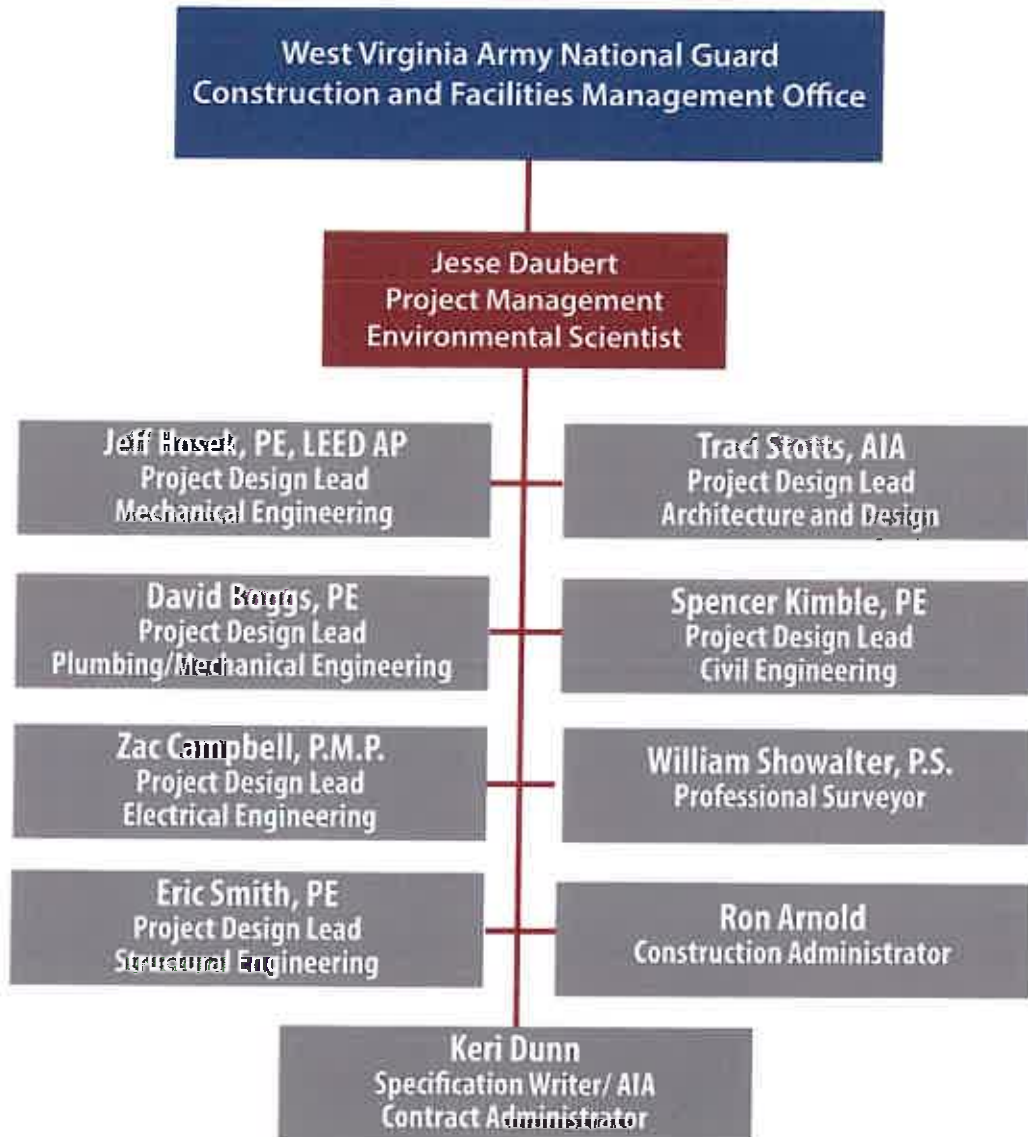 West Virginia Army National Guard
Construction and Facilities Management Office
Jesse Daubert
Project Management
Environmental Scientist
Jeff Hosek, PE, LEED AP
Project Design Lead
Mechanical Engineering
Traci Stotts, AIA
Project Design Lead
Architecture and Design
David Boggs, PE
Project Design Lead
Plumbing/Mechanical Engineering
Spencer Kimble, PE
Project Design Lead
Civil Engineering
Zac Campbell, P.M.P.
Project Design Lead
Electrical Engineering
William Showalter, P.S.
Professional Surveyor
Eric Smith, PE
Project Design Lead
Structural Engineering
Ron Arnold
Construction Administrator
Keri Dunn
Specification Writer/ AIA
Contract Administrator